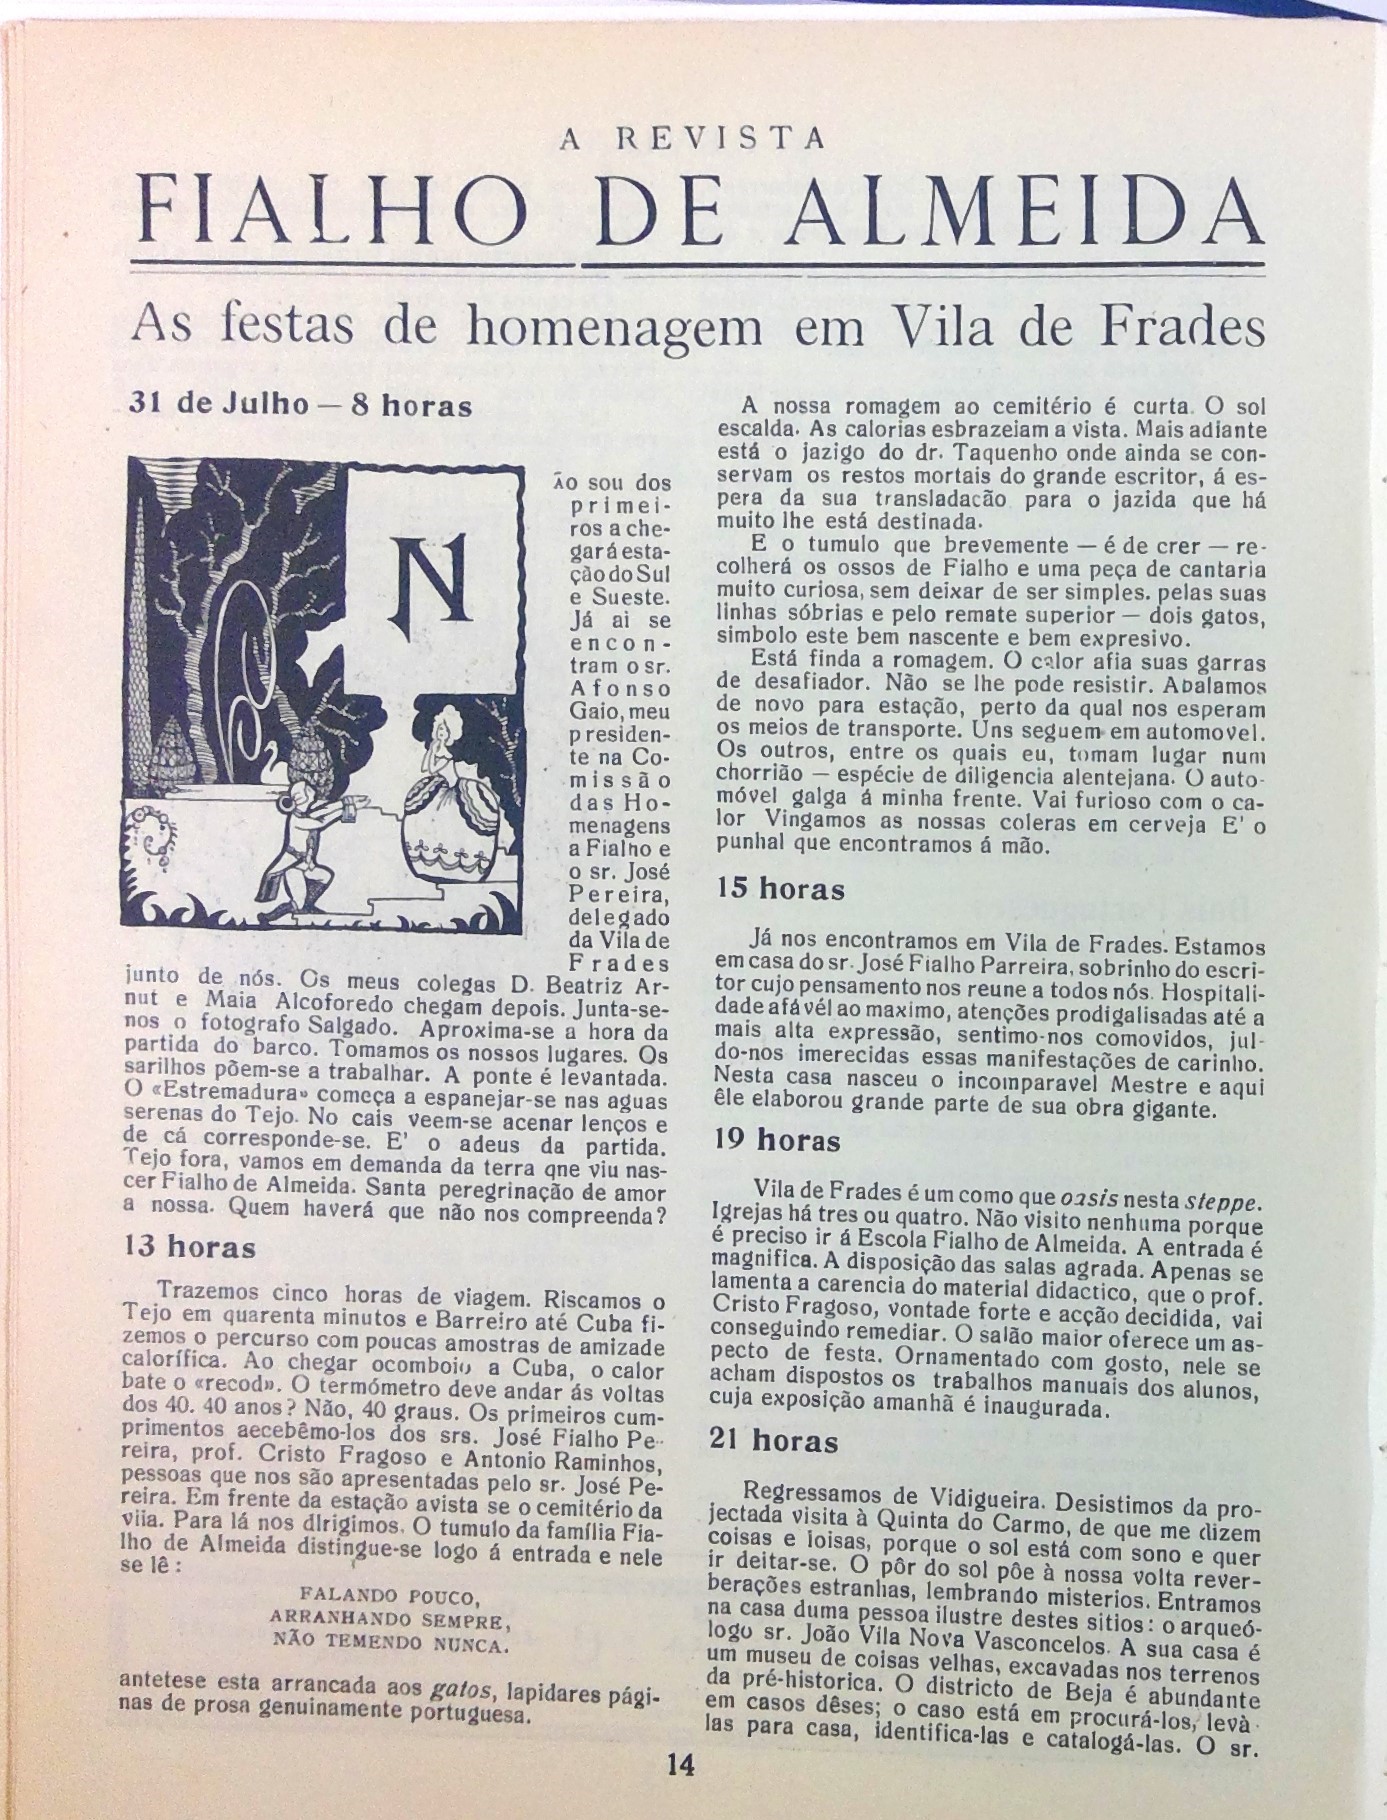 A REVISTA
FIALHO DE ALMEIDA
As festas de homenagem em Vila de Frades
31 de Julho — 8 horas
N
ÃO sou dos
primei-
ros a che-
gar á esta-
ção do Sul
e Sueste.
Já ai se
encon-
tram o sr.
Afonso
Gaio, meu
presiden-
te na Co-
missão
das Ho-
menagens
a Fialho e
o sr. José
Pereira,
delegado
da Vila de
Frades
junto de nós. Os meus colegas D. Beatriz Ar-
nut e Maia Alcoforedo chegam depois. Junta-se-
nos o fotografo Salgado. Aproxima-se a hora da
partida do barco. Tomamos os nossos lugares. Os
sarilhos põem-se a trabalhar. A ponte é levantada.
O «Estremadura» começa a espanejar-se nas aguas
serenas do Tejo. No cais veem-se acenar lenços e
de cá corresponde-se. E' o adeus da partida.
Tejo fora, vamos em demanda da terra qne viu nas-
cer Fialho de Almeida. Santa peregrinação de amor
a nossa. Quem haverá que não nos compreenda?
13 horas
Trazemos cinco horas de viagem. Riscamos o
Tejo em quarenta minutos e Barreiro até Cuba fi-
zemos o percurso com poucas amostras de amizade
calorífica. Ao chegar ocomboio a Cuba, o calor
bate o «recod». O termómetro deve andar ás voltas
dos 40. 40 anos? Não, 40 graus. Os primeiros cum-
primentos aecebêmo-los dos srs. José Fialho Pe-
reira, prof. Cristo Fragoso e Antonio Raminhos,
pessoas que nos são apresentadas pelo sr. José Pe-
reira. Em frente da estação avista se o cemitério da
viia. Para lá nos dIrigimos. O tumulo da família Fia-
lho de Almeida distingue-se logo á entrada e nele
se lê :
FALANDO POUCO,
ARRANHANDO SEMPRE,
NÃO TEMENDO NUNCA.
antetese esta arrancada aos gatos, lapidares pági-
nas de prosa genuinamente portuguesa.
A nossa romagem ao cemitério é curta. O sol
escalda. As calorias esbrazeiam a vista. Mais adiante
está o jazigo do dr. Taquenho onde ainda se con-
servam os restos mortais do grande escritor, á es-
pera da sua transladacão para o jazida que há
muito lhe está destinada.
E o tumulo que brevemente — é de crer — re-
colherá os ossos de Fialho e uma peça de cantaria
muito curiosa, sem deixar de ser simples. pelas suas
linhas sóbrias e pelo remate superior — dois gatos,
simbolo este bem nascente e bem expresivo.
Está finda a romagem. O calor afia suas garras
de desafiador. Não se lhe pode resistir. Abalamos
de novo para estação, perto da qual nos esperam
os meios de transporte. Uns seguem em automovel.
Os outros, entre os quais eu, tomam lugar num
chorrião — espécie de diligencia alentejana. O auto-
móvel galga á minha frente. Vai furioso com o ca-
lor Vingamos as nossas coleras em cerveja E' o
punhal que encontramos á mão.
15 horas
Já nos encontramos em Vila de Frades. Estamos
em casa do sr. José Fialho Parreira, sobrinho do escri-
tor cujo pensamento nos reune a todos nós. Hospitali-
dade afá vél ao maximo, atenções prodigalisadas até a
mais alta expressão, sentimo-nos comovidos, jul-
do-nos imerecidas essas manifestações de carinho.
Nesta casa nasceu o incomparavel Mestre e aqui
êle elaborou grande parte de sua obra gigante.
19 horas
Vila de Frades é um como que oasis nesta steppe.
Igrejas há tres ou quatro. Não visito nenhuma porque
é preciso ir á Escola Fialho de Almeida. A entrada é
magnifica. A disposição das salas agrada. Apenas se
lamenta a carencia do material didactico, que o prof.
Cristo Fragoso, vontade forte e acção decidida, vai
conseguindo remediar. O salão maior oferece um as-
pecto de festa. Ornamentado com gosto, nele se
acham dispostos os trabalhos manuais dos alunos,
cuja exposição amanhã é inaugurada.
21 horas
Regressamos de Vidigueira. Desistimos da pro-
jectada visita à Quinta do Carmo, de que me dizem
coisas e loisas, porque o sol está com sono e quer
ir deitar-se. O pôr do sol pôe à nossa volta rever-
berações estranhas, lembrando misterios. Entramos
na casa duma pessoa ilustre destes sitios : o arqueó-
logo sr. João Vila Nova Vasconcelos. A sua casa é
um museu de coisas velhas, excavadas nos terrenos
da pré-historica. O districto de Beja é abundante
em casos dêses; o caso está em procurá-los, levà-
las para casa, identifica-las e catalogá-las. O sr.
14